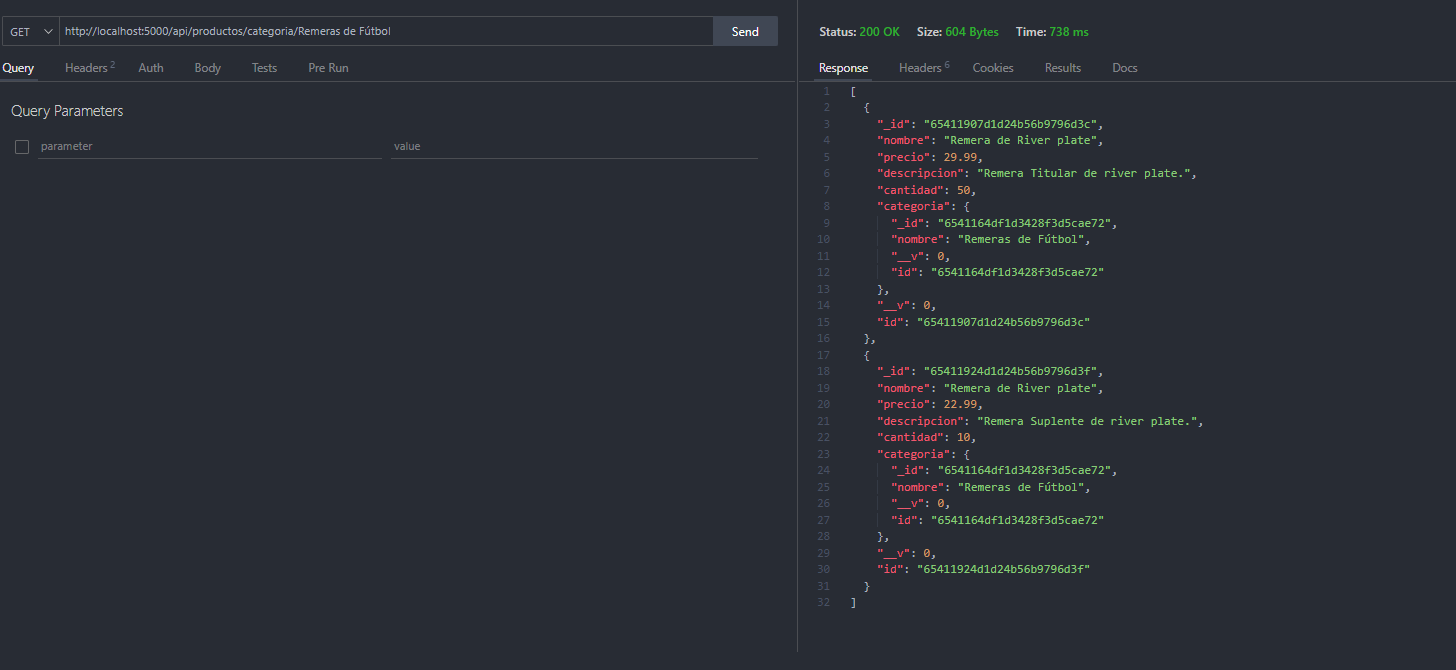 GET http://localhost:5000/api/productos/categoria/Remeras de Fútbol Send
Query Headers 2 Auth Body Tests Pre Run
Query Parameters
parameter value
Status: 200 OK Size: 604 Bytes Time: 738 ms
Response Headers 6 Cookies Results Docs
1 [
2 {
3 "_id": "65411907d1d24b56b9796d3c",
4 "nombre": "Remera de River plate",
5 "precio": 29.99,
6 "descripcion": "Remera Titular de river plate.",
7 "cantidad": 50,
8 "categoria": {
9 "_id": "6541164df1d3428f3d5cae72",
10 "nombre": "Remeras de Fútbol",
11 "__v": 0,
12 "id": "6541164df1d3428f3d5cae72"
13 },
14 "__v": 0,
15 "id": "65411907d1d24b56b9796d3c"
16 },
17 {
18 "_id": "65411924d1d24b56b9796d3f",
19 "nombre": "Remera de River plate",
20 "precio": 22.99,
21 "descripcion": "Remera Suplente de river plate.",
22 "cantidad": 10,
23 "categoria": {
24 "_id": "6541164df1d3428f3d5cae72",
25 "nombre": "Remeras de Fútbol",
26 "__v": 0,
27 "id": "6541164df1d3428f3d5cae72"
28 },
29 "__v": 0,
30 "id": "65411924d1d24b56b9796d3f"
31 }
32 ]